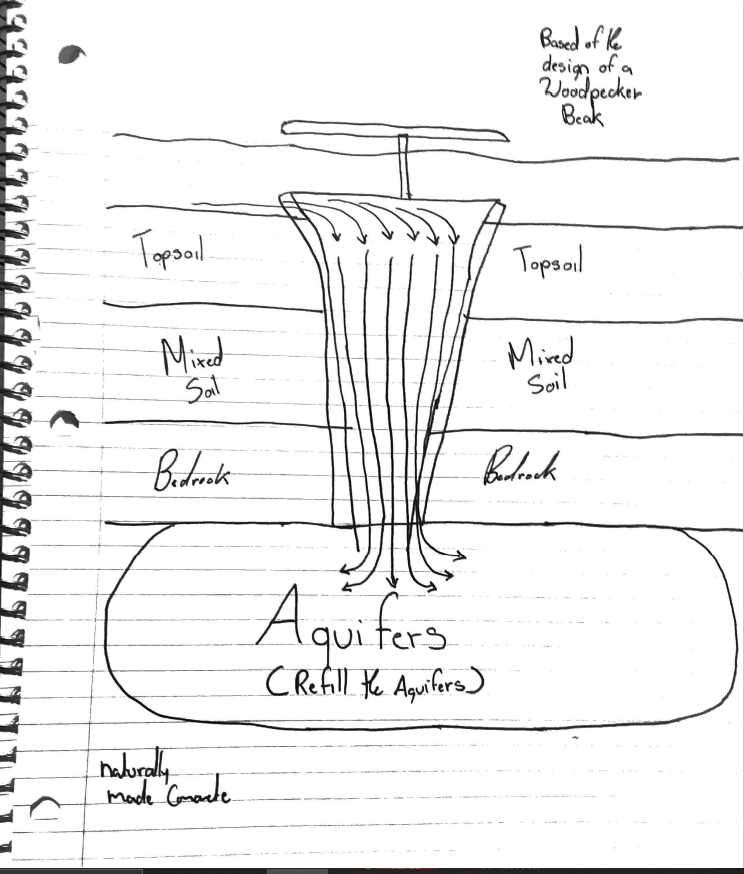 Based of the
design of a
Woodpecker
Beak
Topsoil
Topsoil
Mixed
Soil
Mixed
Soil
Bedrock
Bedrock
Aquifers
(Refill the Aquifers)
naturally
made Concrete